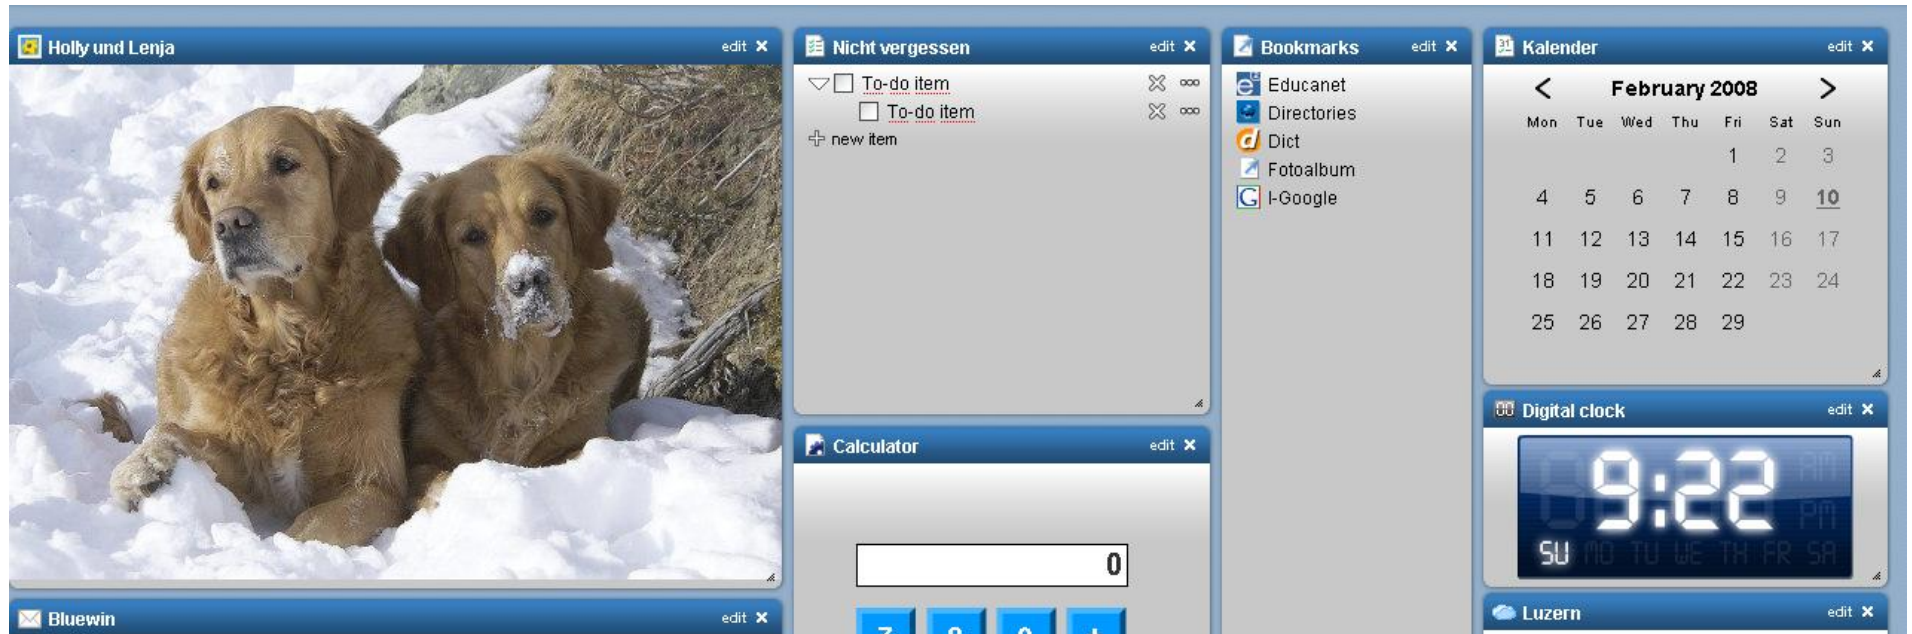 Holly und Lenja edit
Nicht vergessen edit
To-do item
To-do item
new item
Bookmarks edit
Educanet
Directories
Dict
Fotoalbum
I-Google
Kalender edit
February 2008
Mon Tue Wed Thu Fri Sat Sun
1 2 3
4 5 6 7 8 9 10
11 12 13 14 15 16 17
18 19 20 21 22 23 24
25 26 27 28 29
Digital clock edit
9:22
AM
PM
SU MO TU WE TH FR SA
Calculator edit
0
7 8 9
Bluewin edit
Luzern edit